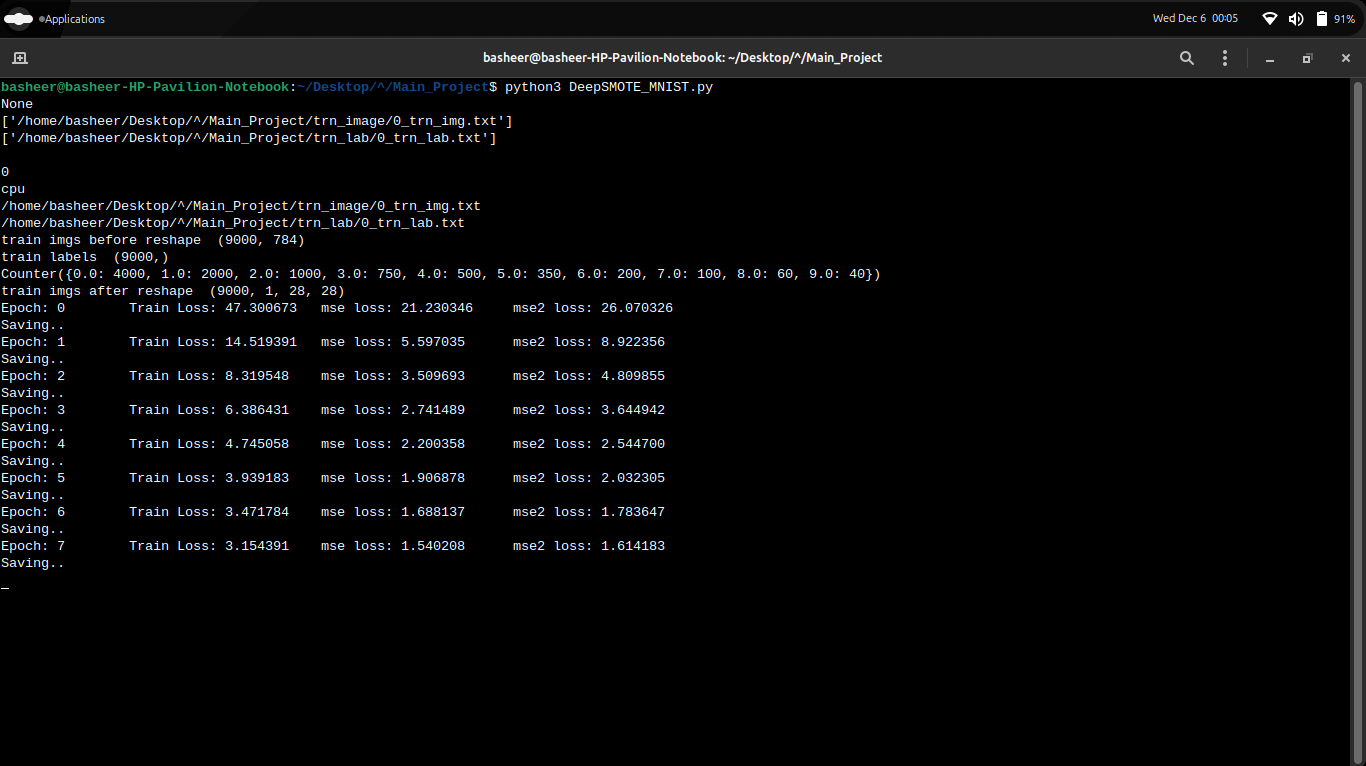 Applications
Wed Dec 6 00:05
91%
basheer@basheer-HP-Pavilion-Notebook: ~/Desktop/^/Main_Project
basheer@basheer-HP-Pavilion-Notebook:~/Desktop/^/Main_Project$ python3 DeepSMOTE_MNIST.py
None
['/home/basheer/Desktop/^/Main_Project/trn_image/0_trn_img.txt']
['/home/basheer/Desktop/^/Main_Project/trn_lab/0_trn_lab.txt']
0
cpu
/home/basheer/Desktop/^/Main_Project/trn_image/0_trn_img.txt
/home/basheer/Desktop/^/Main_Project/trn_lab/0_trn_lab.txt
train imgs before reshape  (9000, 784)
train labels  (9000,)
Counter({0.0: 4000, 1.0: 2000, 2.0: 1000, 3.0: 750, 4.0: 500, 5.0: 350, 6.0: 200, 7.0: 100, 8.0: 60, 9.0: 40})
train imgs after reshape  (9000, 1, 28, 28)
Epoch: 0        Train Loss: 47.300673   mse loss: 21.230346     mse2 loss: 26.070326
Saving..
Epoch: 1        Train Loss: 14.519391   mse loss: 5.597035      mse2 loss: 8.922356
Saving..
Epoch: 2        Train Loss: 8.319548    mse loss: 3.509693      mse2 loss: 4.809855
Saving..
Epoch: 3        Train Loss: 6.386431    mse loss: 2.741489      mse2 loss: 3.644942
Saving..
Epoch: 4        Train Loss: 4.745058    mse loss: 2.200358      mse2 loss: 2.544700
Saving..
Epoch: 5        Train Loss: 3.939183    mse loss: 1.906878      mse2 loss: 2.032305
Saving..
Epoch: 6        Train Loss: 3.471784    mse loss: 1.688137      mse2 loss: 1.783647
Saving..
Epoch: 7        Train Loss: 3.154391    mse loss: 1.540208      mse2 loss: 1.614183
Saving..